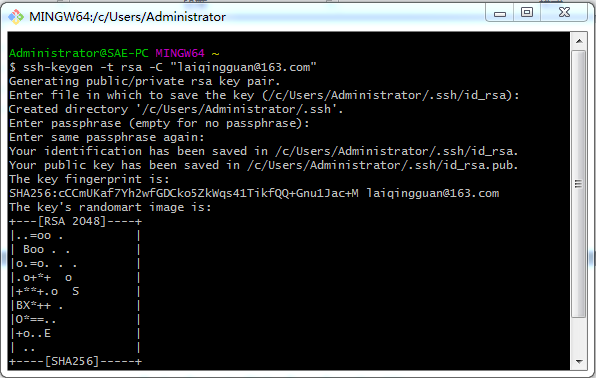 MINGW64:/c/Users/Administrator
Administrator@SAE-PC MINGW64 ~
$ ssh-keygen -t rsa -C "laiqingguan@163.com"
Generating public/private rsa key pair.
Enter file in which to save the key (/c/Users/Administrator/.ssh/id_rsa):
Created directory '/c/Users/Administrator/.ssh'.
Enter passphrase (empty for no passphrase):
Enter same passphrase again:
Your identification has been saved in /c/Users/Administrator/.ssh/id_rsa.
Your public key has been saved in /c/Users/Administrator/.ssh/id_rsa.pub.
The key fingerprint is:
SHA256:cCCmUKaf7Yh2wfGDCko5ZkWqs41TikfQQ+Gnu1Jac+M laiqingguan@163.com
The key's randomart image is:
+---[RSA 2048]----+
|..=oo .          |
| Boo . .         |
|o.=o. . .        |
|.o+*+  o         |
|+**+.o  S        |
|BX*++ .          |
|O*==..           |
|+o..E            |
| ..              |
+----[SHA256]-----+